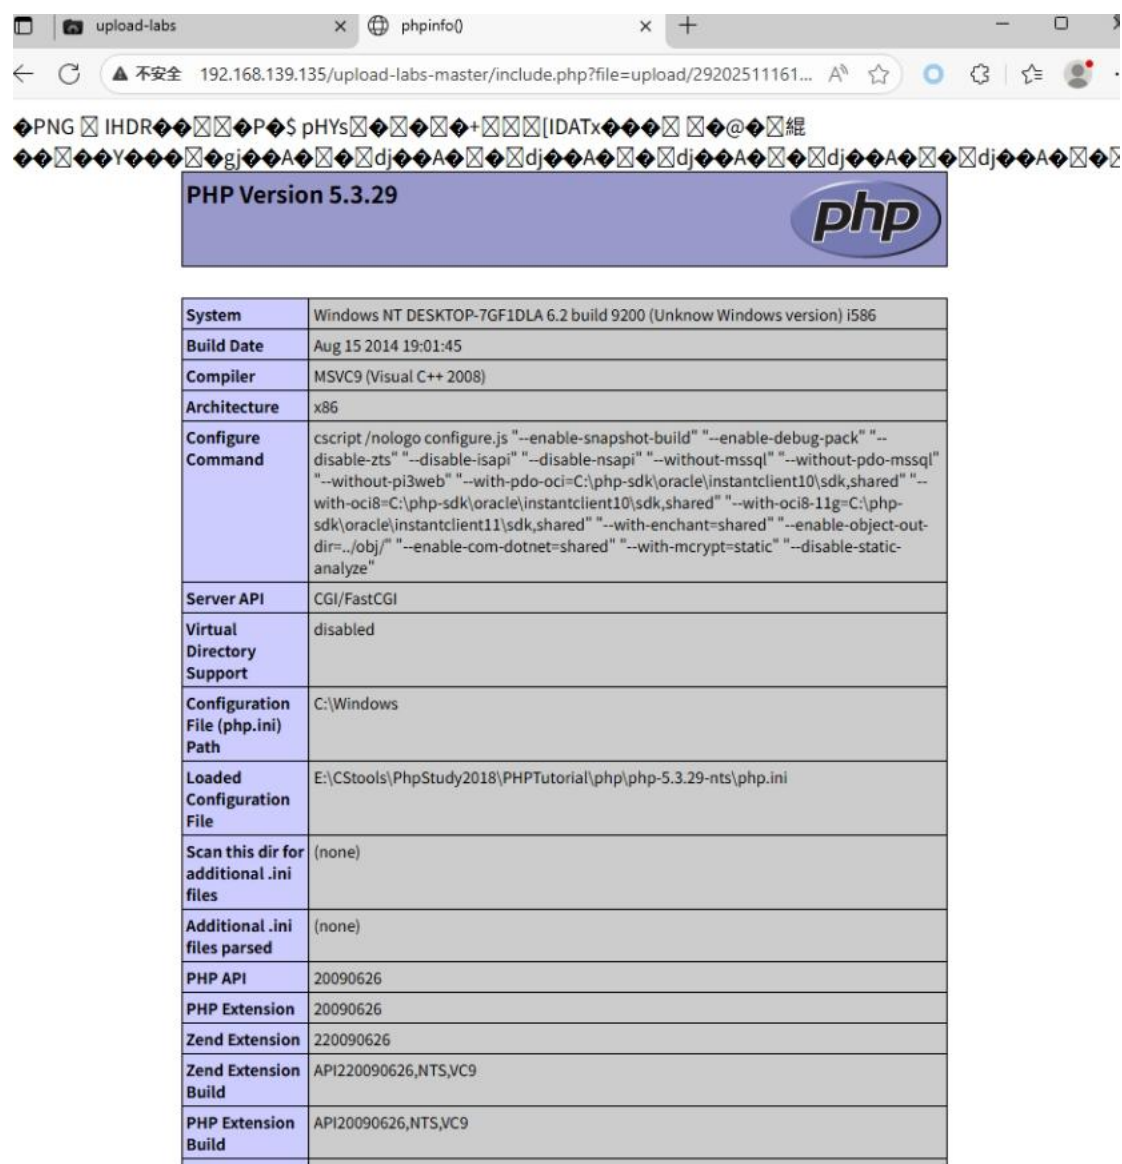 upload-labs
phpinfo()
不安全 192.168.139.135/upload-labs-master/include.php?file=upload/29202511161...
PNG IHDR P $ pHYs + [IDATx @ 緄
Y gj A dj A dj A dj A dj A dj A
PHP Version 5.3.29
php
System Windows NT DESKTOP-7GF1DLA 6.2 build 9200 (Unknow Windows version) i586
Build Date Aug 15 2014 19:01:45
Compiler MSVC9 (Visual C++ 2008)
Architecture x86
Configure
Command
cscript /nologo configure.js "--enable-snapshot-build" "--enable-debug-pack" "--
disable-zts" "--disable-isapi" "--disable-nsapi" "--without-mssql" "--without-pdo-mssql"
"--without-pi3web" "--with-pdo-oci=C:\php-sdk\oracle\instantclient10\sdk,shared" "--
with-oci8=C:\php-sdk\oracle\instantclient10\sdk,shared" "--with-oci8-11g=C:\php-
sdk\oracle\instantclient11\sdk,shared" "--with-enchant=shared" "--enable-object-out-
dir=../obj/" "--enable-com-dotnet=shared" "--with-mcrypt=static" "--disable-static-
analyze"
Server API CGI/FastCGI
Virtual
Directory
Support
disabled
Configuration
File (php.ini)
Path
C:\Windows
Loaded
Configuration
File
E:\CStools\PhpStudy2018\PHPTutorial\php\php-5.3.29-nts\php.ini
Scan this dir for
additional .ini
files
(none)
Additional .ini
files parsed
(none)
PHP API 20090626
PHP Extension 20090626
Zend Extension 220090626
Zend Extension
Build
API220090626,NTS,VC9
PHP Extension
Build
API20090626,NTS,VC9